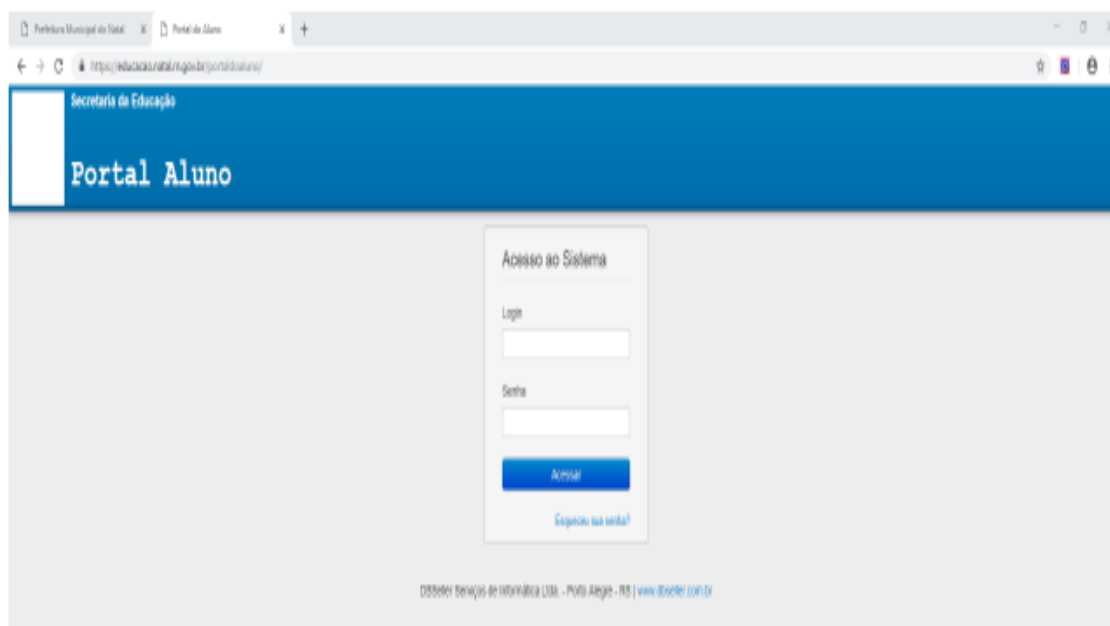 Prefeitura Municipal do Natal
Portal do Aluno
https://educacao.natal.rn.gov.br/portaldoaluno/
Secretaria da Educação
Portal Aluno
Acesso ao Sistema
Login
Senha
Acessar
Esqueceu sua senha?
DBSeller Serviços de Informática Ltda. - Porto Alegre - RS | www.dbseller.com.br